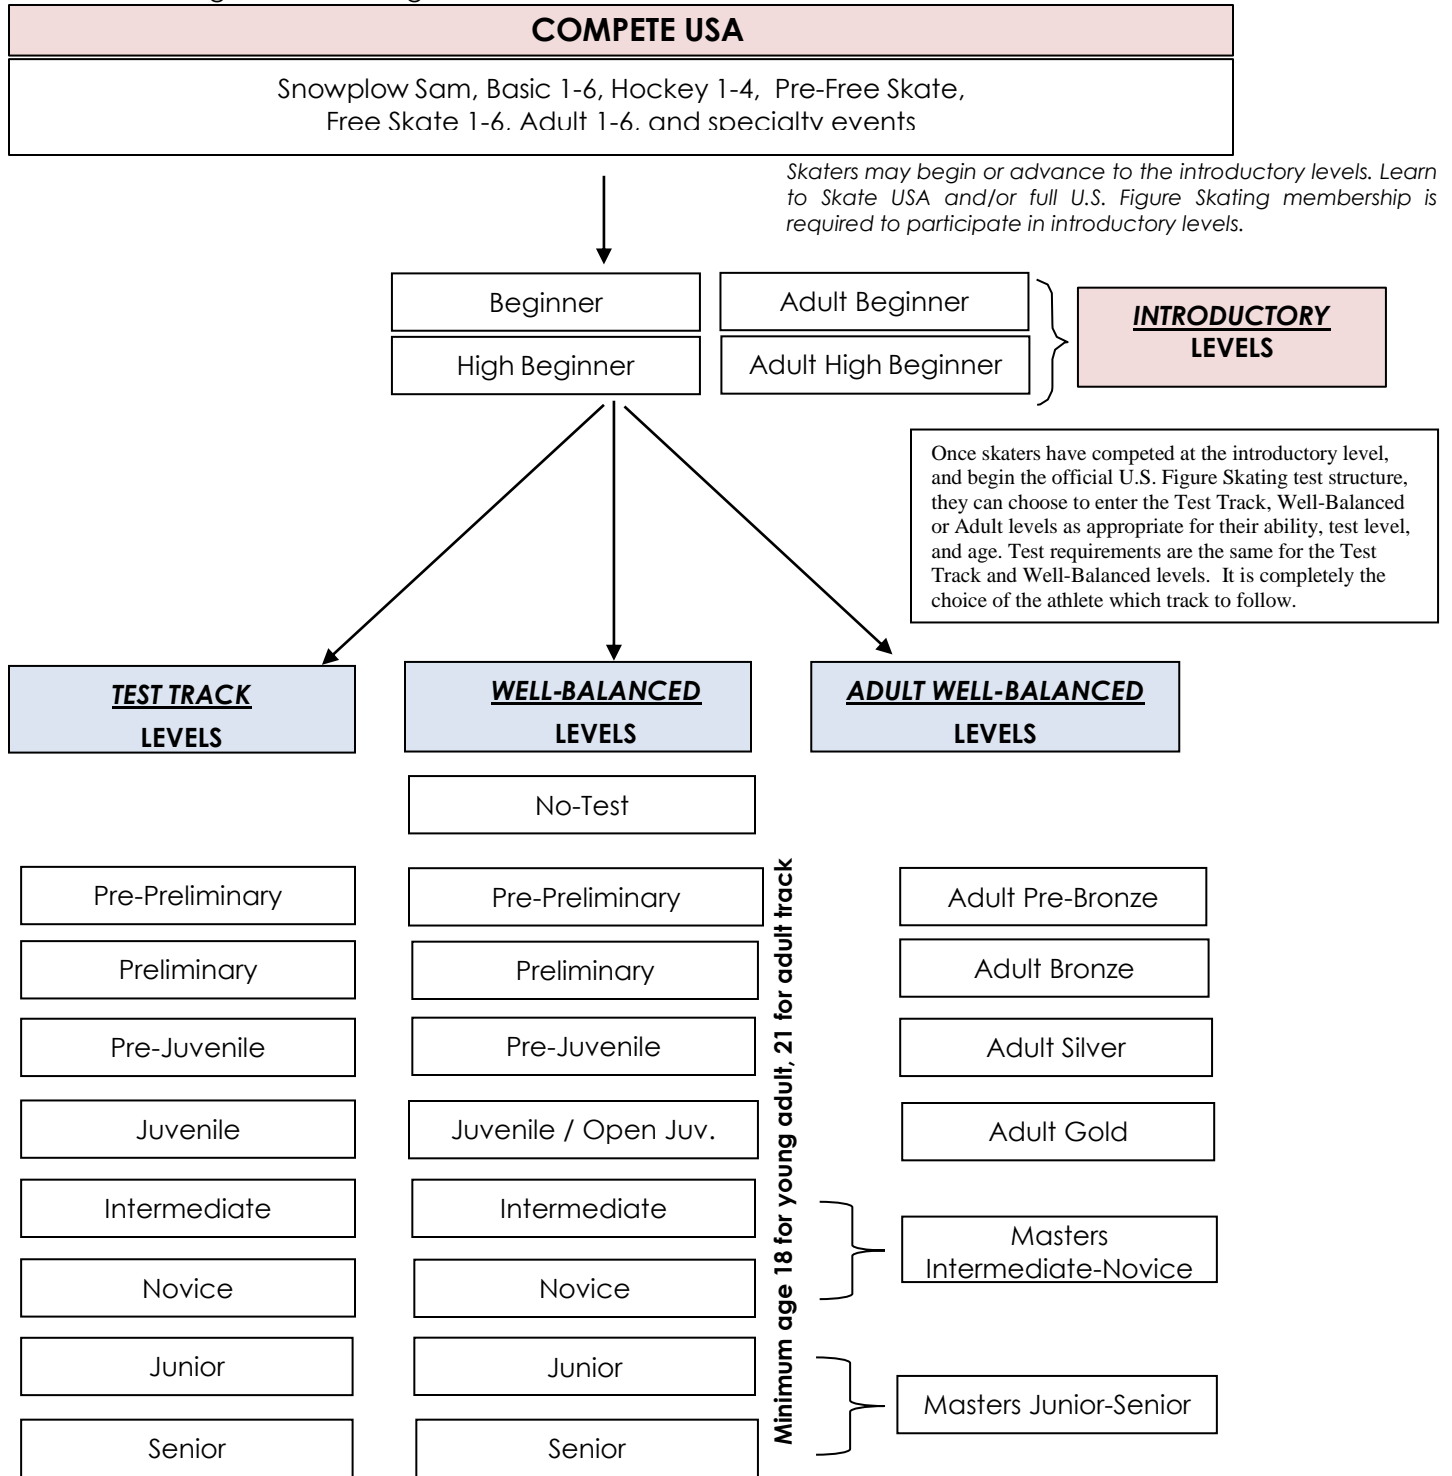 COMPETE USA
Snowplow Sam, Basic 1-6, Hockey 1-4, Pre-Free Skate,
Free Skate 1-6, Adult 1-6, and specialty events
Skaters may begin or advance to the introductory levels. Learn
to Skate USA and/or full U.S. Figure Skating membership is
required to participate in introductory levels.
Beginner
Adult Beginner
High Beginner
Adult High Beginner
INTRODUCTORY
LEVELS
Once skaters have competed at the introductory level,
and begin the official U.S. Figure Skating test structure,
they can choose to enter the Test Track, Well-Balanced
or Adult levels as appropriate for their ability, test level,
and age. Test requirements are the same for the Test
Track and Well-Balanced levels. It is completely the
choice of the athlete which track to follow.
TEST TRACK
LEVELS
WELL-BALANCED
LEVELS
ADULT WELL-BALANCED
LEVELS
No-Test
Pre-Preliminary
Pre-Preliminary
Adult Pre-Bronze
Preliminary
Preliminary
Adult Bronze
Pre-Juvenile
Pre-Juvenile
Adult Silver
Juvenile
Juvenile / Open Juv.
Adult Gold
Intermediate
Intermediate
Masters
Intermediate-Novice
Novice
Novice
Junior
Junior
Masters Junior-Senior
Senior
Senior
Minimum age 18 for young adult, 21 for adult track